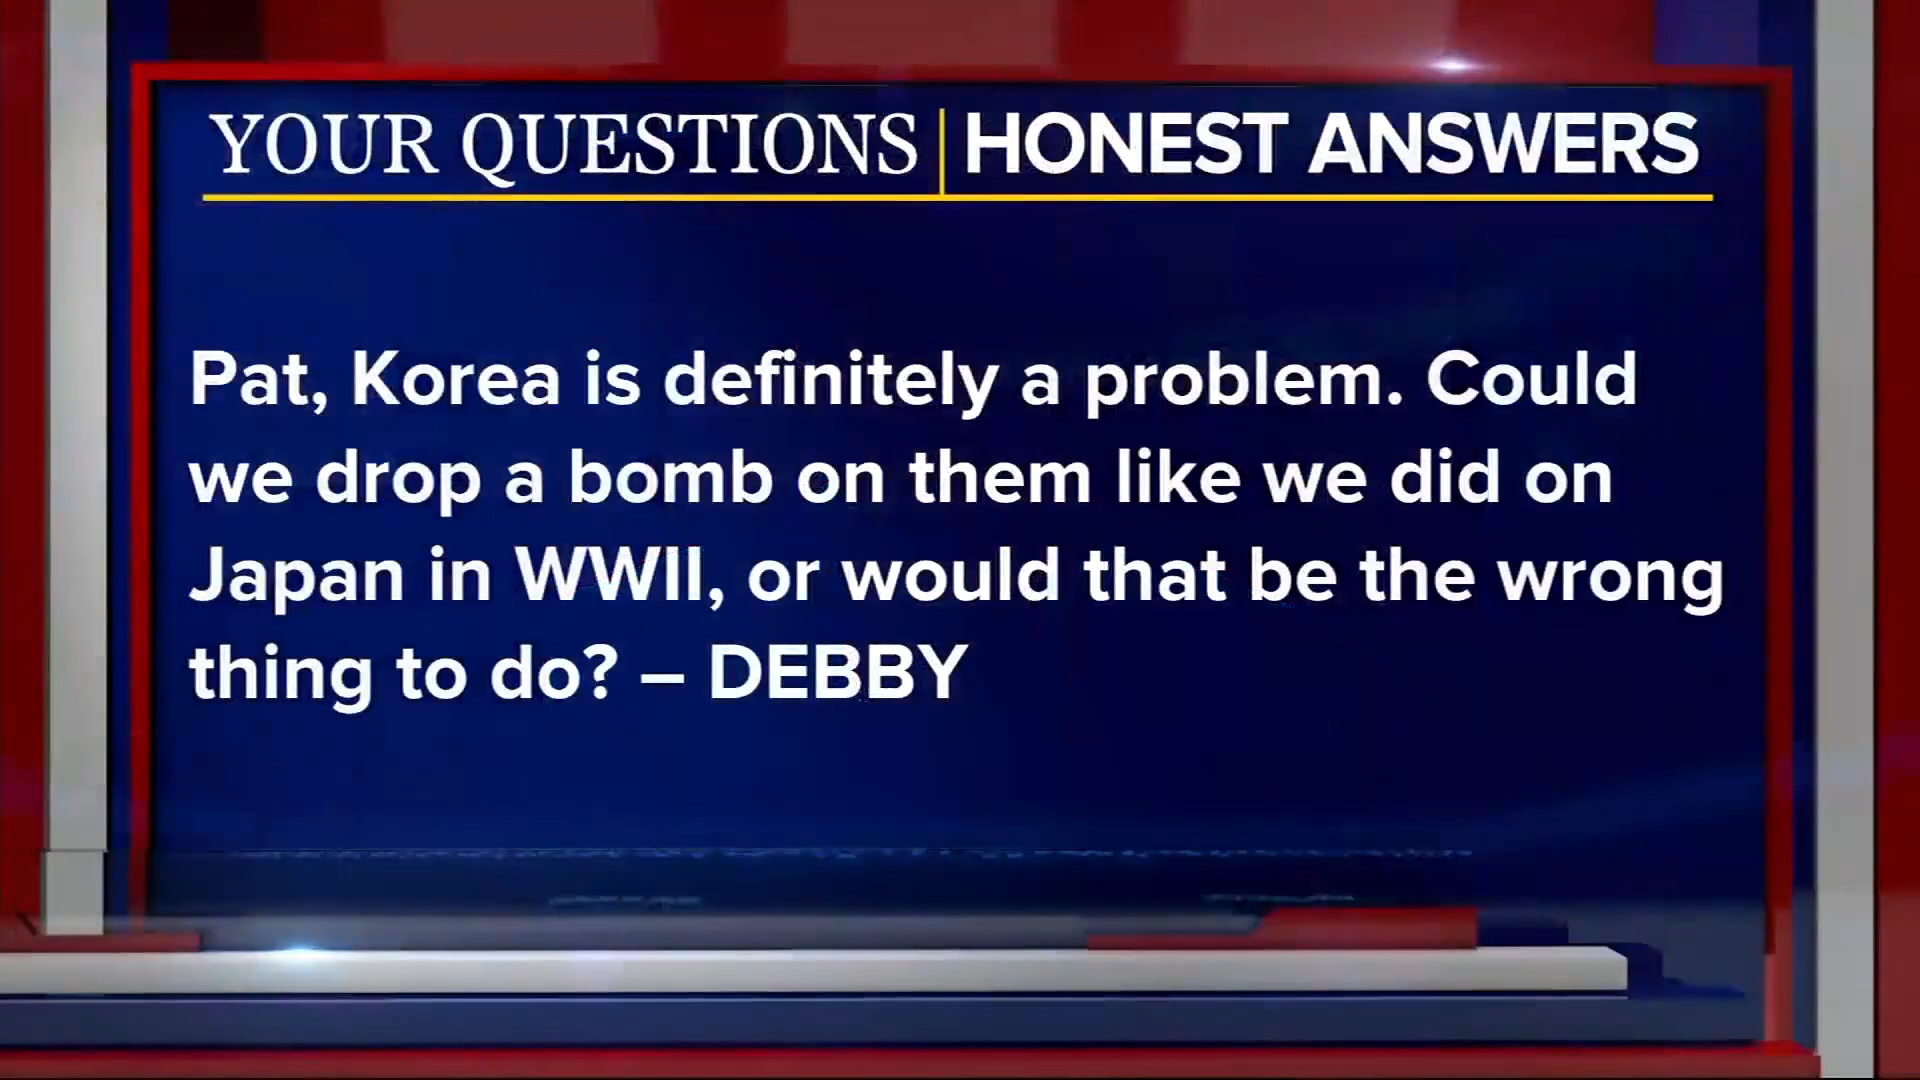 YOUR QUESTIONS | HONEST ANSWERS
Pat, Korea is definitely a problem. Could
we drop a bomb on them like we did on
Japan in WWII, or would that be the wrong
thing to do? – DEBBY